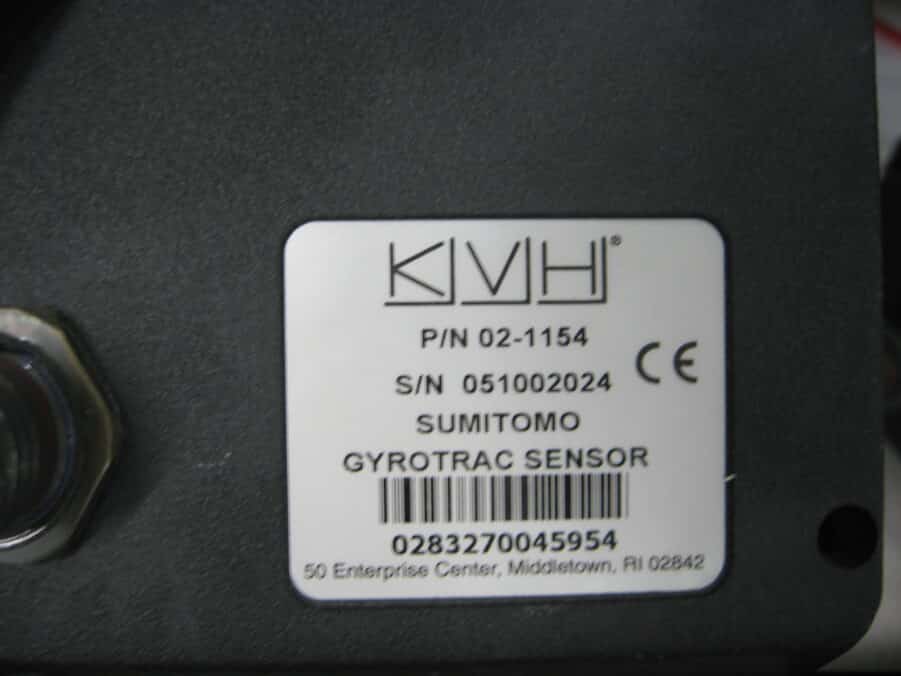 KVH®
P/N 02-1154
CE
S/N 051002024
SUMITOMO
GYROTRAC SENSOR
0283270045954
50 Enterprise Center, Middletown, RI 02842